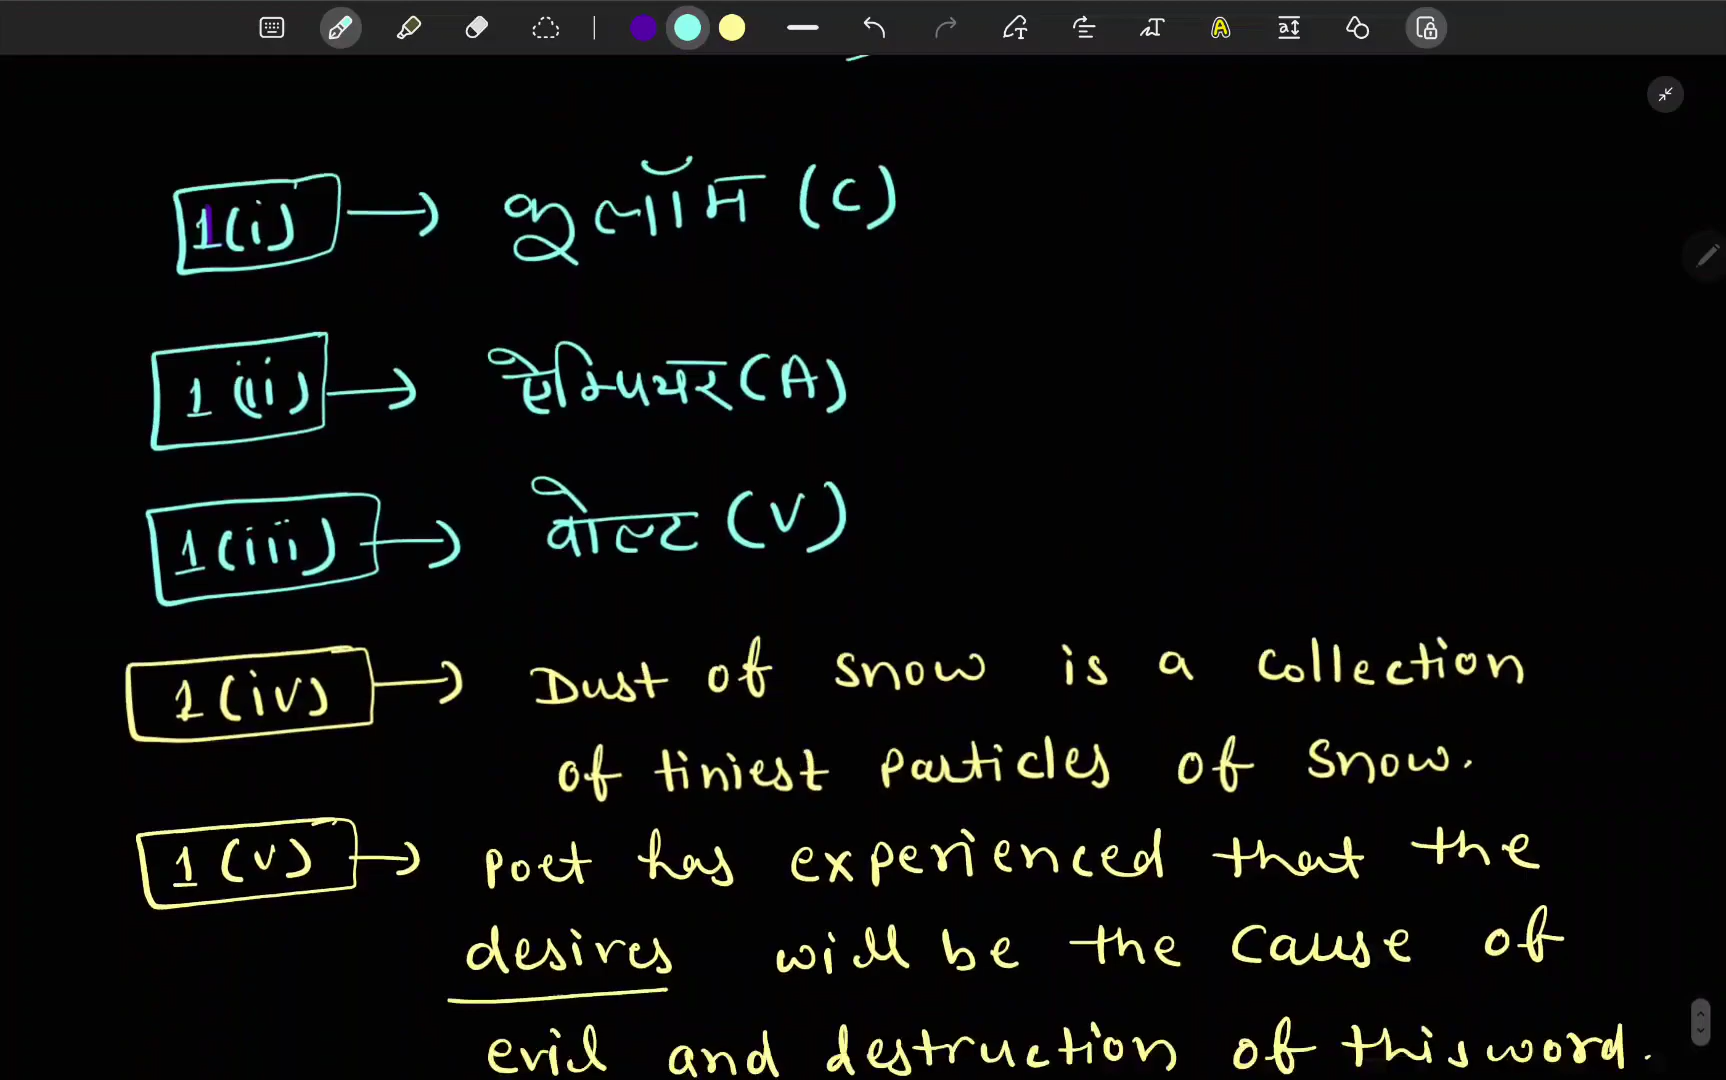 1(i) → कुलॉम (C)
1(ii) → ऐम्पियर (A)
1(iii) → वोल्ट (V)
1(iv) → Dust of snow is a collection
of tiniest particles of snow.
1(v) → Poet has experienced that the
desires will be the cause of
evil and destruction of this word.